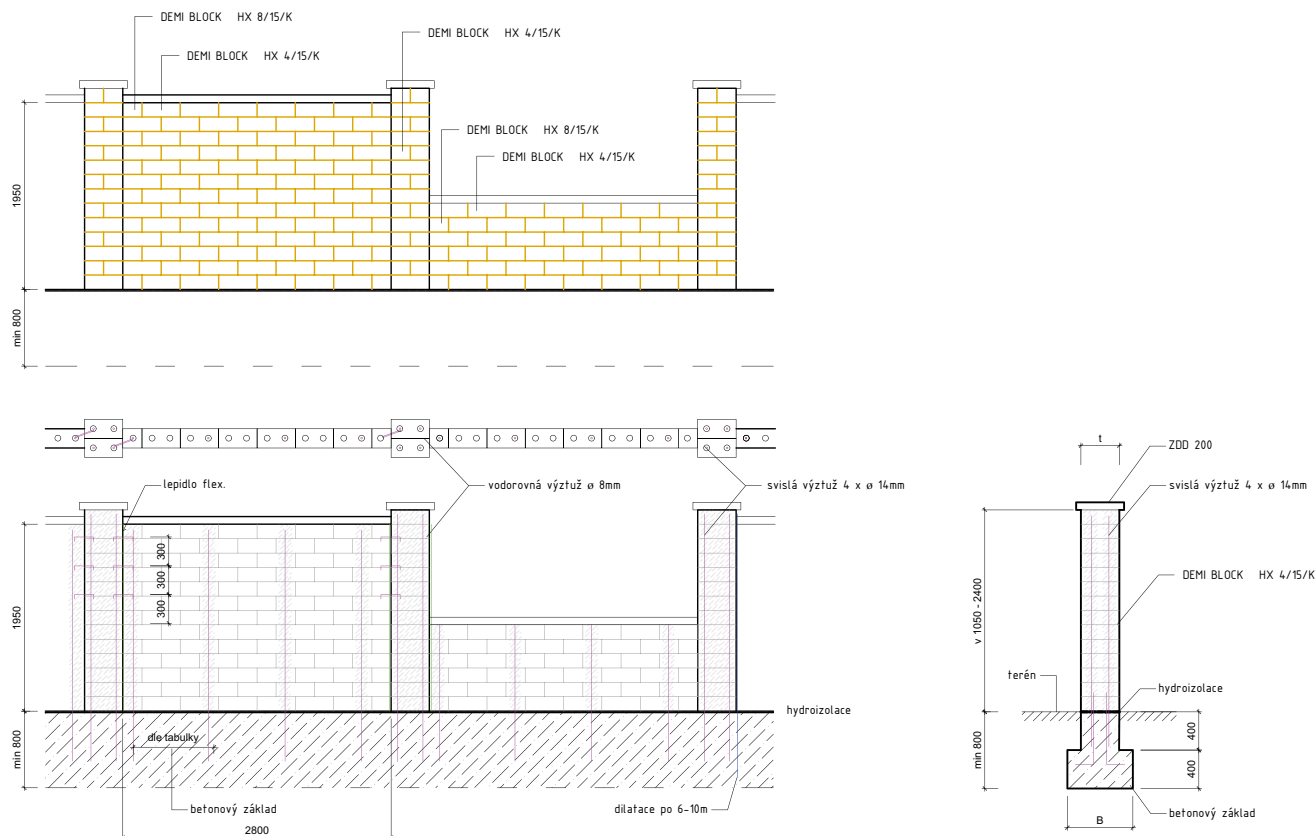 DEMI BLOCK HX 8/15/K
DEMI BLOCK HX 4/15/K
DEMI BLOCK HX 4/15/K
DEMI BLOCK HX 8/15/K
DEMI BLOCK HX 4/15/K
1950
min 800
lepidlo flex.
vodorovná výztuž ø 8mm
svislá výztuž 4 x ø 14mm
300
300
300
1950
hydroizolace
dle tabulky
min 800
betonový základ
dilatace po 6-10m
2800
t
ZDD 200
svislá výztuž 4 x ø 14mm
DEMI BLOCK HX 4/15/K
v 1050 - 2400
terén
hydroizolace
400
min 800
400
betonový základ
B